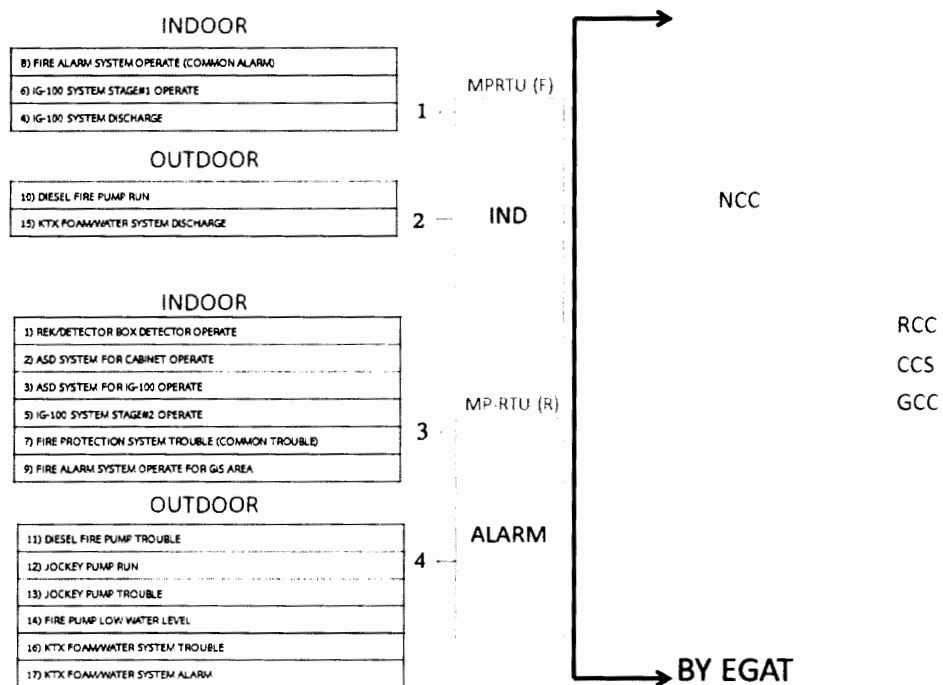 INDOOR
8) FIRE ALARM SYSTEM OPERATE (COMMON ALARM)
6) IG-100 SYSTEM STAGE#1 OPERATE
4) IG-100 SYSTEM DISCHARGE
1
MPRTU (F)
OUTDOOR
10) DIESEL FIRE PUMP RUN
15) KTX FOAM/WATER SYSTEM DISCHARGE
2
IND
NCC
INDOOR
1) REK/DETECTOR BOX DETECTOR OPERATE
2) ASD SYSTEM FOR CABINET OPERATE
3) ASD SYSTEM FOR IG-100 OPERATE
5) IG-100 SYSTEM STAGE#2 OPERATE
7) FIRE PROTECTION SYSTEM TROUBLE (COMMON TROUBLE)
9) FIRE ALARM SYSTEM OPERATE FOR GIS AREA
3
MP-RTU (R)
RCC
CCS
GCC
OUTDOOR
11) DIESEL FIRE PUMP TROUBLE
12) JOCKEY PUMP RUN
13) JOCKEY PUMP TROUBLE
14) FIRE PUMP LOW WATER LEVEL
16) KTX FOAM/WATER SYSTEM TROUBLE
17) KTX FOAM/WATER SYSTEM ALARM
4
ALARM
BY EGAT